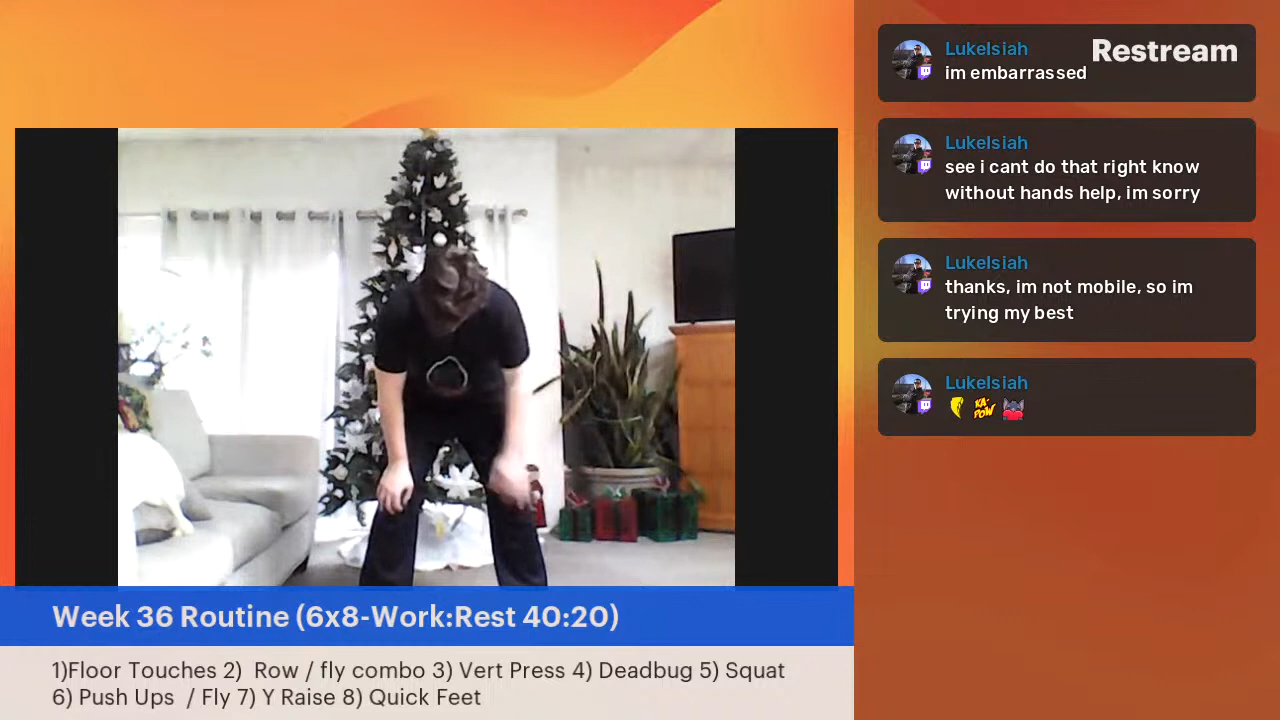 LukeIsiah
Restream
im embarrassed
LukeIsiah
see i cant do that right know
without hands help, im sorry
LukeIsiah
thanks, im not mobile, so im
trying my best
LukeIsiah
KA-
POW
Week 36 Routine (6x8-Work:Rest 40:20)
1)Floor Touches 2)  Row / fly combo 3) Vert Press 4) Deadbug 5) Squat
6) Push Ups  / Fly 7) Y Raise 8) Quick Feet